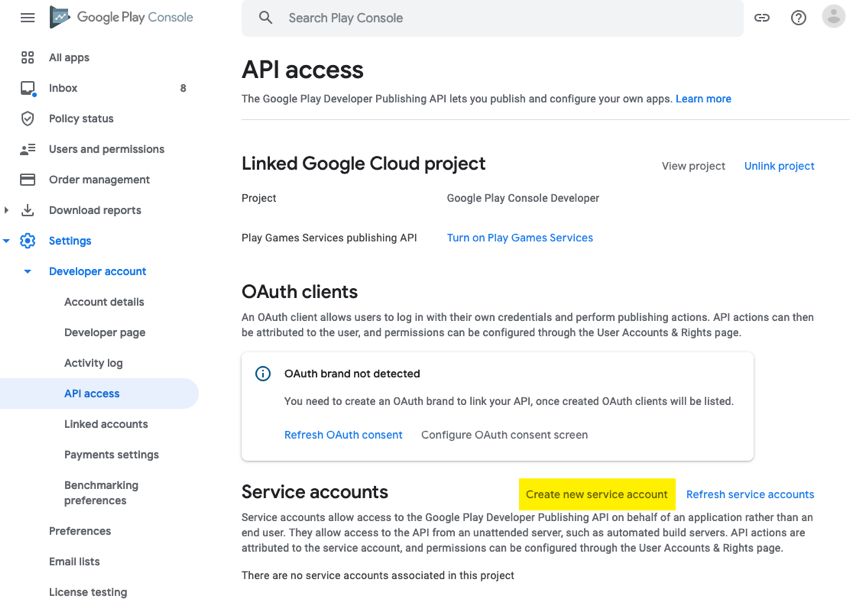 Google Play Console
Search Play Console
All apps
Inbox 8
Policy status
Users and permissions
Order management
Download reports
Settings
Developer account
Account details
Developer page
Activity log
API access
Linked accounts
Payments settings
Benchmarking
preferences
Preferences
Email lists
License testing
API access
The Google Play Developer Publishing API lets you publish and configure your own apps. Learn more
Linked Google Cloud project
View project Unlink project
Project Google Play Console Developer
Play Games Services publishing API Turn on Play Games Services
OAuth clients
An OAuth client allows users to log in with their own credentials and perform publishing actions. API actions can then
be attributed to the user, and permissions can be configured through the User Accounts & Rights page.
OAuth brand not detected
You need to create an OAuth brand to link your API, once created OAuth clients will be listed.
Refresh OAuth consent Configure OAuth consent screen
Service accounts
Create new service account Refresh service accounts
Service accounts allow access to the Google Play Developer Publishing API on behalf of an application rather than an
end user. They allow access to the API from an unattended server, such as automated build servers. API actions are
attributed to the service account, and permissions can be configured through the User Accounts & Rights page.
There are no service accounts associated in this project